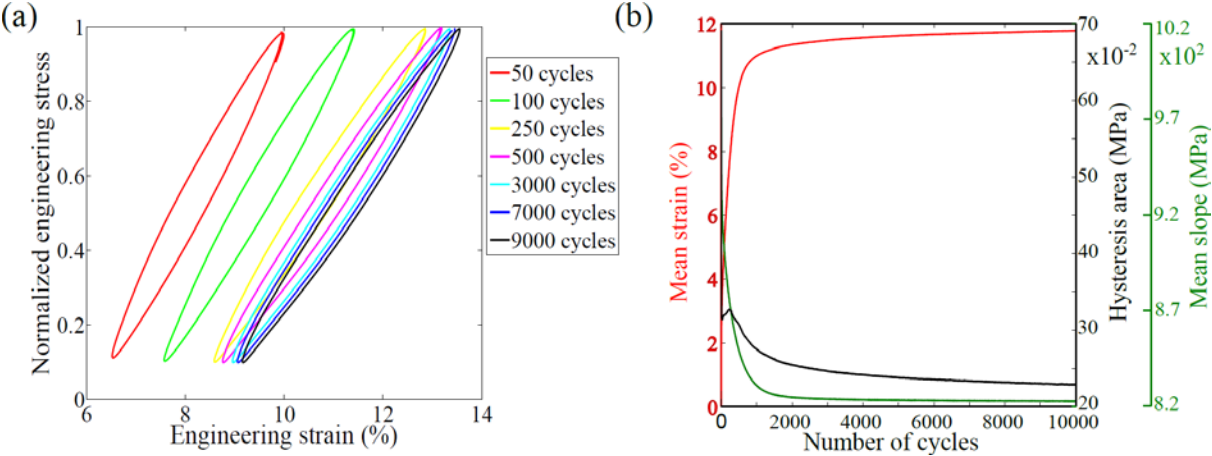 (a)
Normalized engineering stress
1
0.8
0.6
0.4
0.2
0
6
8
10
12
14
Engineering strain (%)
50 cycles
100 cycles
250 cycles
500 cycles
3000 cycles
7000 cycles
9000 cycles
(b)
Mean strain (%)
12
10
8
6
4
2
0
0
2000
4000
6000
8000
10000
Number of cycles
70
x10-2
60
50
40
30
20
Hysteresis area (MPa)
10.2
x10²
9.7
9.2
8.7
8.2
Mean slope (MPa)